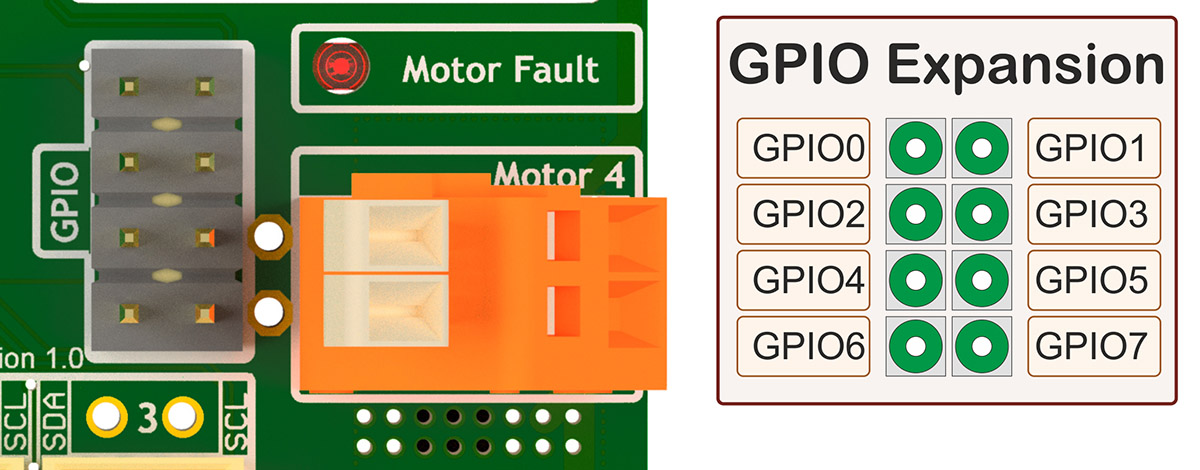 Motor Fault
Motor 4
GPIO
ion 1.0
SCL
SDA
3
SCL
GPIO Expansion
GPIO0
GPIO1
GPIO2
GPIO3
GPIO4
GPIO5
GPIO6
GPIO7